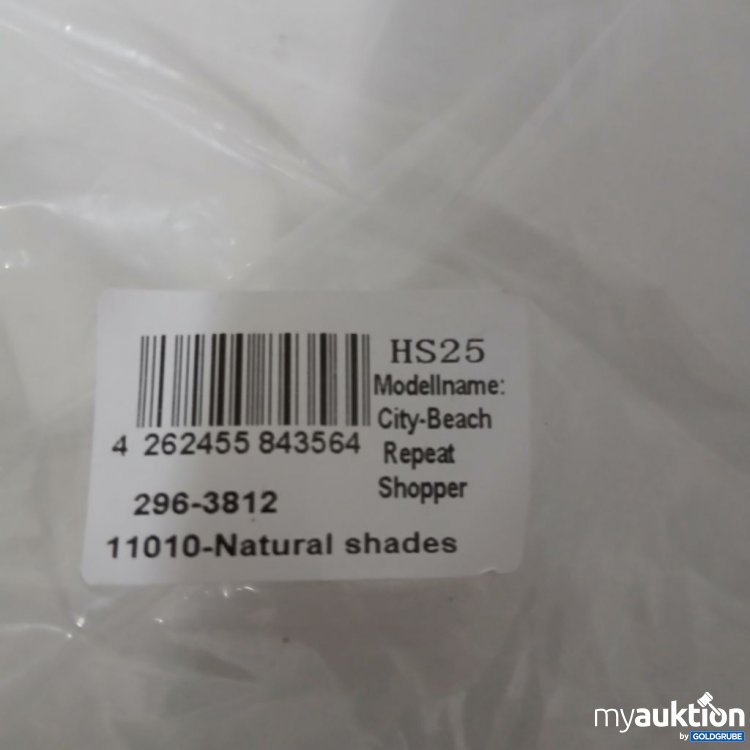 HS25
Modellname:
City-Beach
Repeat
Shopper
4 262455 843564
296-3812
11010-Natural shades
myauktion
by GOLDGRUBE